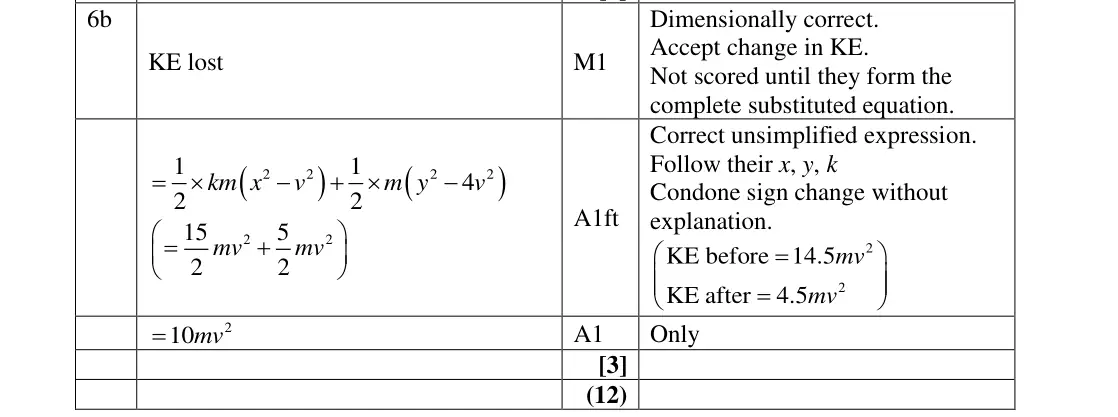 6b
KE lost
M1
Dimensionally correct.
Accept change in KE.
Not scored until they form the
complete substituted equation.
= 1/2 × km(x² − v²) + 1/2 × m(y² − 4v²)
(= 15/2 mv² + 5/2 mv²)
A1ft
Correct unsimplified expression.
Follow their x, y, k
Condone sign change without
explanation.
(KE before = 14.5mv²
KE after = 4.5mv²)
= 10mv²
A1
Only
[3]
(12)